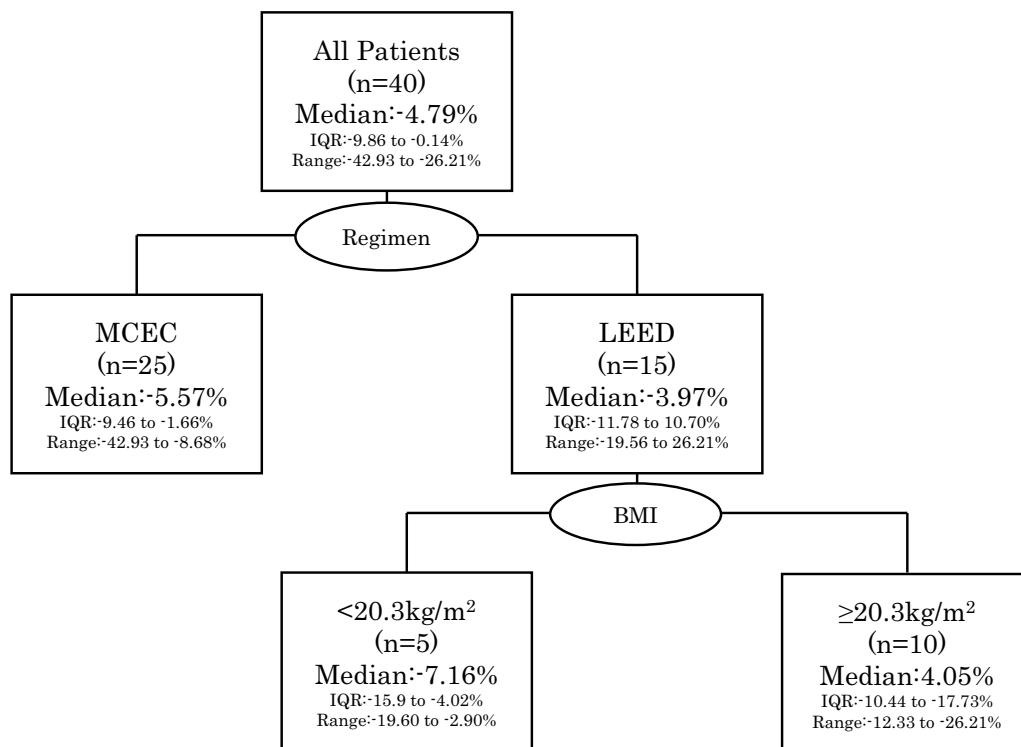 All Patients
(n=40)
Median:-4.79%
IQR:-9.86 to -0.14%
Range:-42.93 to -26.21%
Regimen
MCEC
(n=25)
Median:-5.57%
IQR:-9.46 to -1.66%
Range:-42.93 to -8.68%
LEED
(n=15)
Median:-3.97%
IQR:-11.78 to 10.70%
Range:-19.56 to 26.21%
BMI
<20.3kg/m²
(n=5)
Median:-7.16%
IQR:-15.9 to -4.02%
Range:-19.60 to -2.90%
≥20.3kg/m²
(n=10)
Median:4.05%
IQR:-10.44 to -17.73%
Range:-12.33 to -26.21%